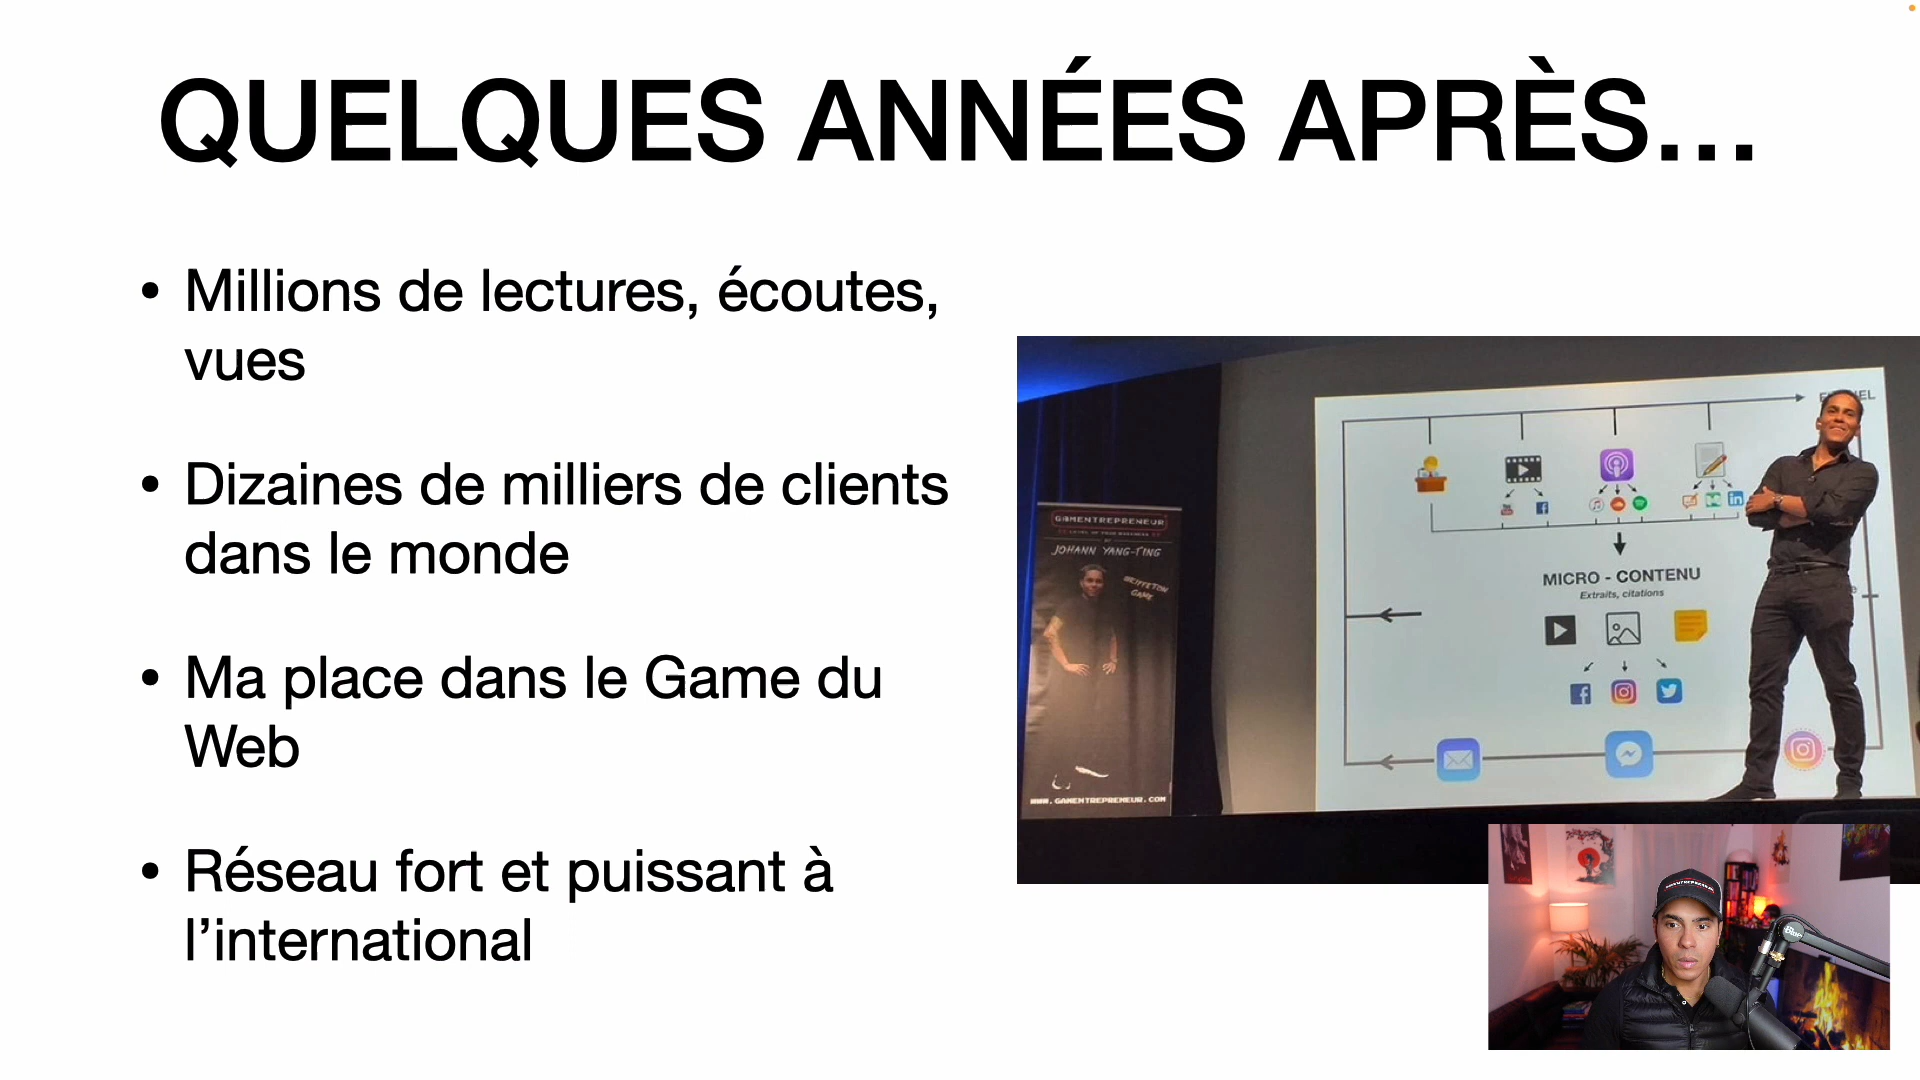 QUELQUES ANNÉES APRÈS...
• Millions de lectures, écoutes,
vues
• Dizaines de milliers de clients
dans le monde
• Ma place dans le Game du
Web
• Réseau fort et puissant à
l’international
GAMENTREPRENEUR
JOHANN YANG-TING
GAME
WWW.GAMENTREPRENEUR.COM
MICRO - CONTENU
Extraits, citations